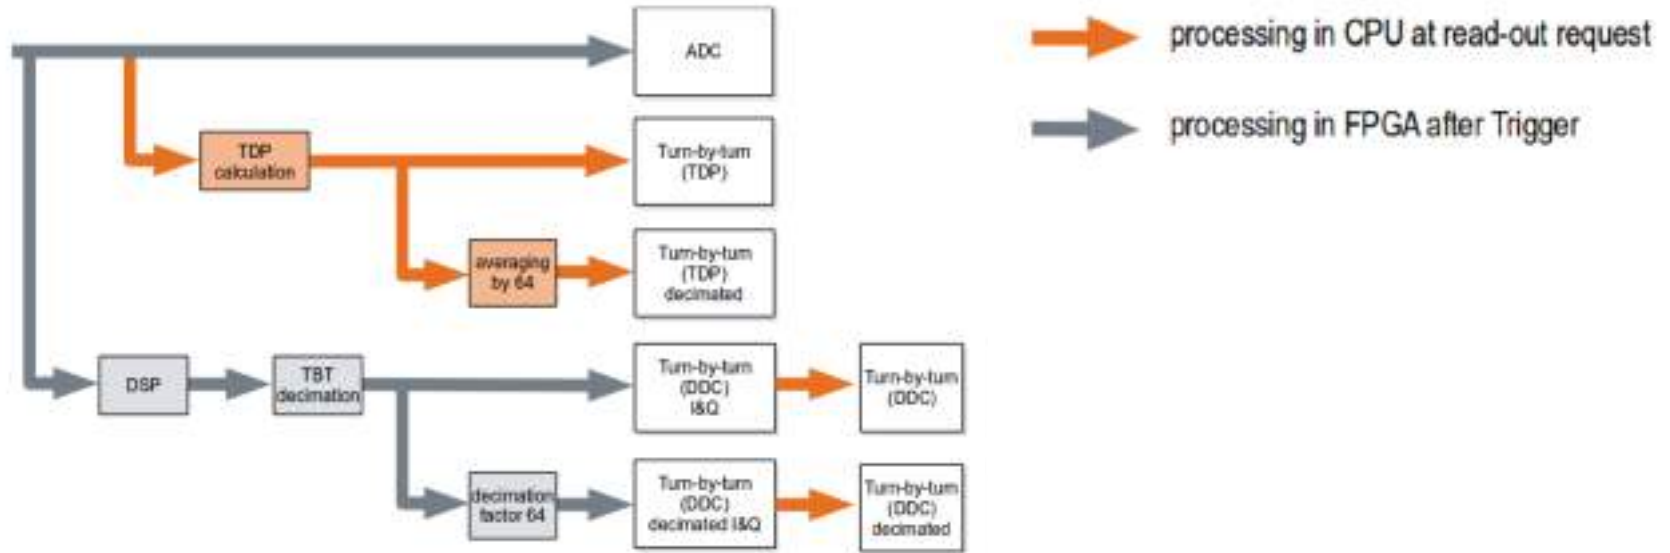 ADC
processing in CPU at read-out request
processing in FPGA after Trigger
TDP
calculation
Turn-by-turn
(TDP)
averaging
by 64
Turn-by-turn
(TDP)
decimated
DSP
TBT
decimation
Turn-by-turn
(DDC)
I&Q
Turn-by-turn
(DDC)
decimation
factor 64
Turn-by-turn
(DDC)
decimated I&Q
Turn-by-turn
(DDC)
decimated